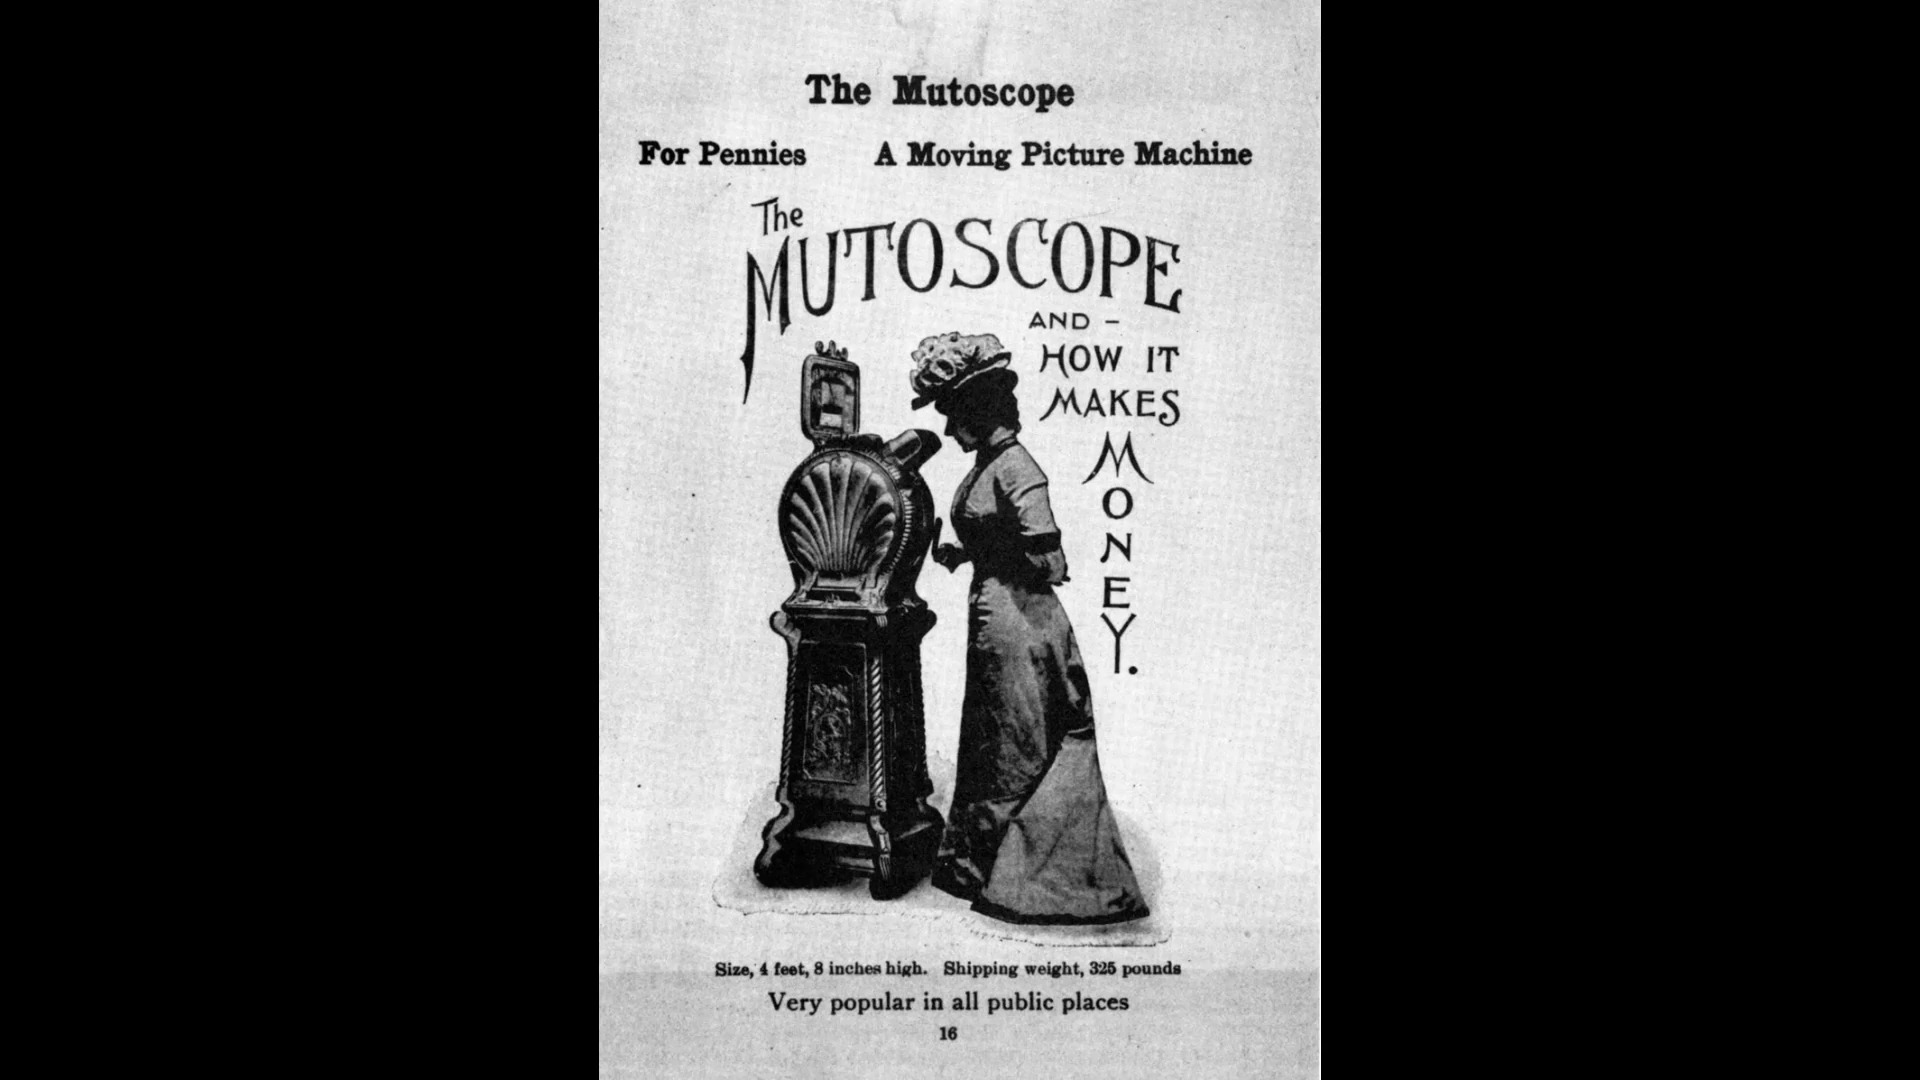 The Mutoscope
For Pennies A Moving Picture Machine
The
MUTOSCOPE
AND –
HOW IT
MAKES
MONEY.
Size, 4 feet, 8 inches high. Shipping weight, 325 pounds
Very popular in all public places
16